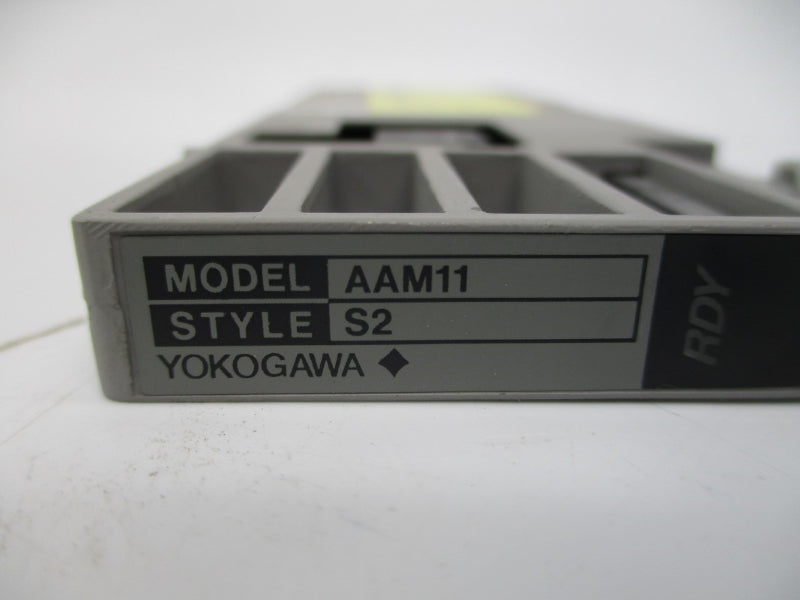 MODEL AAM11
STYLE S2
YOKOGAWA
RDY